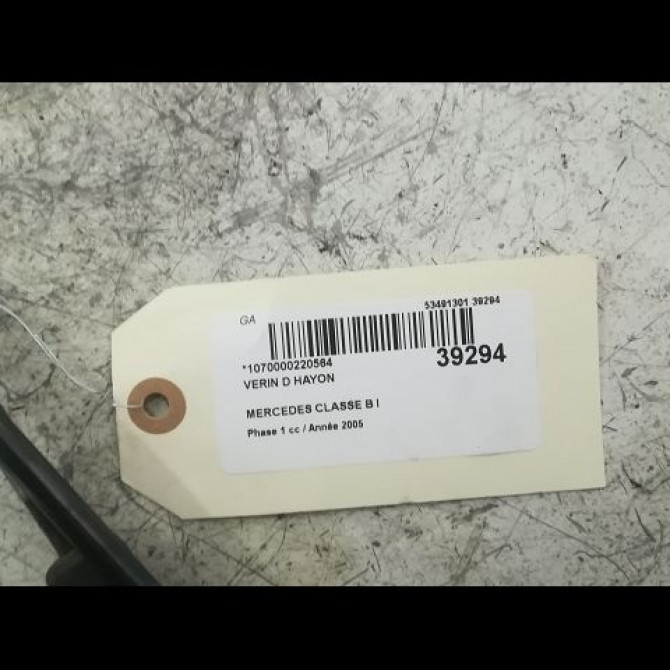 GA
53491301 39294
*1070000220564
39294
VERIN D HAYON
MERCEDES CLASSE B I
Phase 1 cc / Année 2005